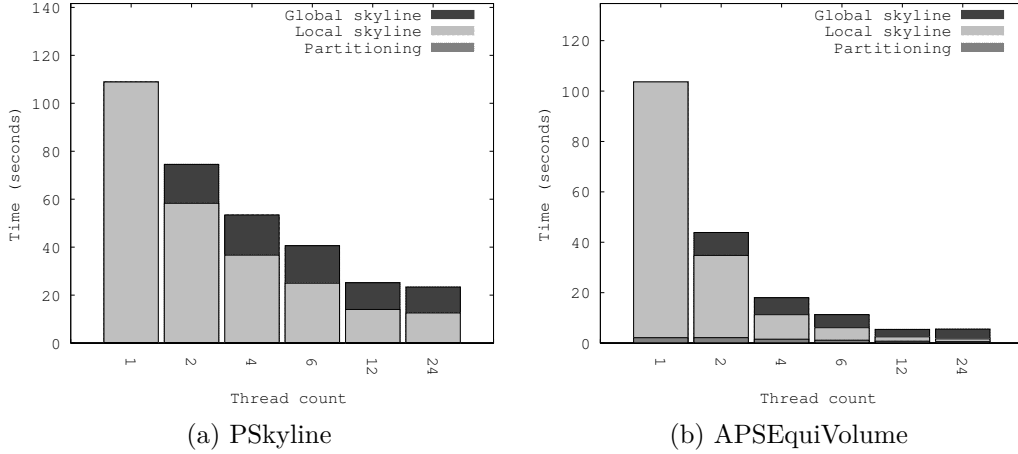 140
120
100
80
60
40
20
0
Time (seconds)
Global skyline
Local skyline
Partitioning
1
2
4
6
12
24
Thread count
(a) PSkyline
120
100
80
60
40
20
0
Time (seconds)
Global skyline
Local skyline
Partitioning
1
2
4
6
12
24
Thread count
(b) APSEquiVolume